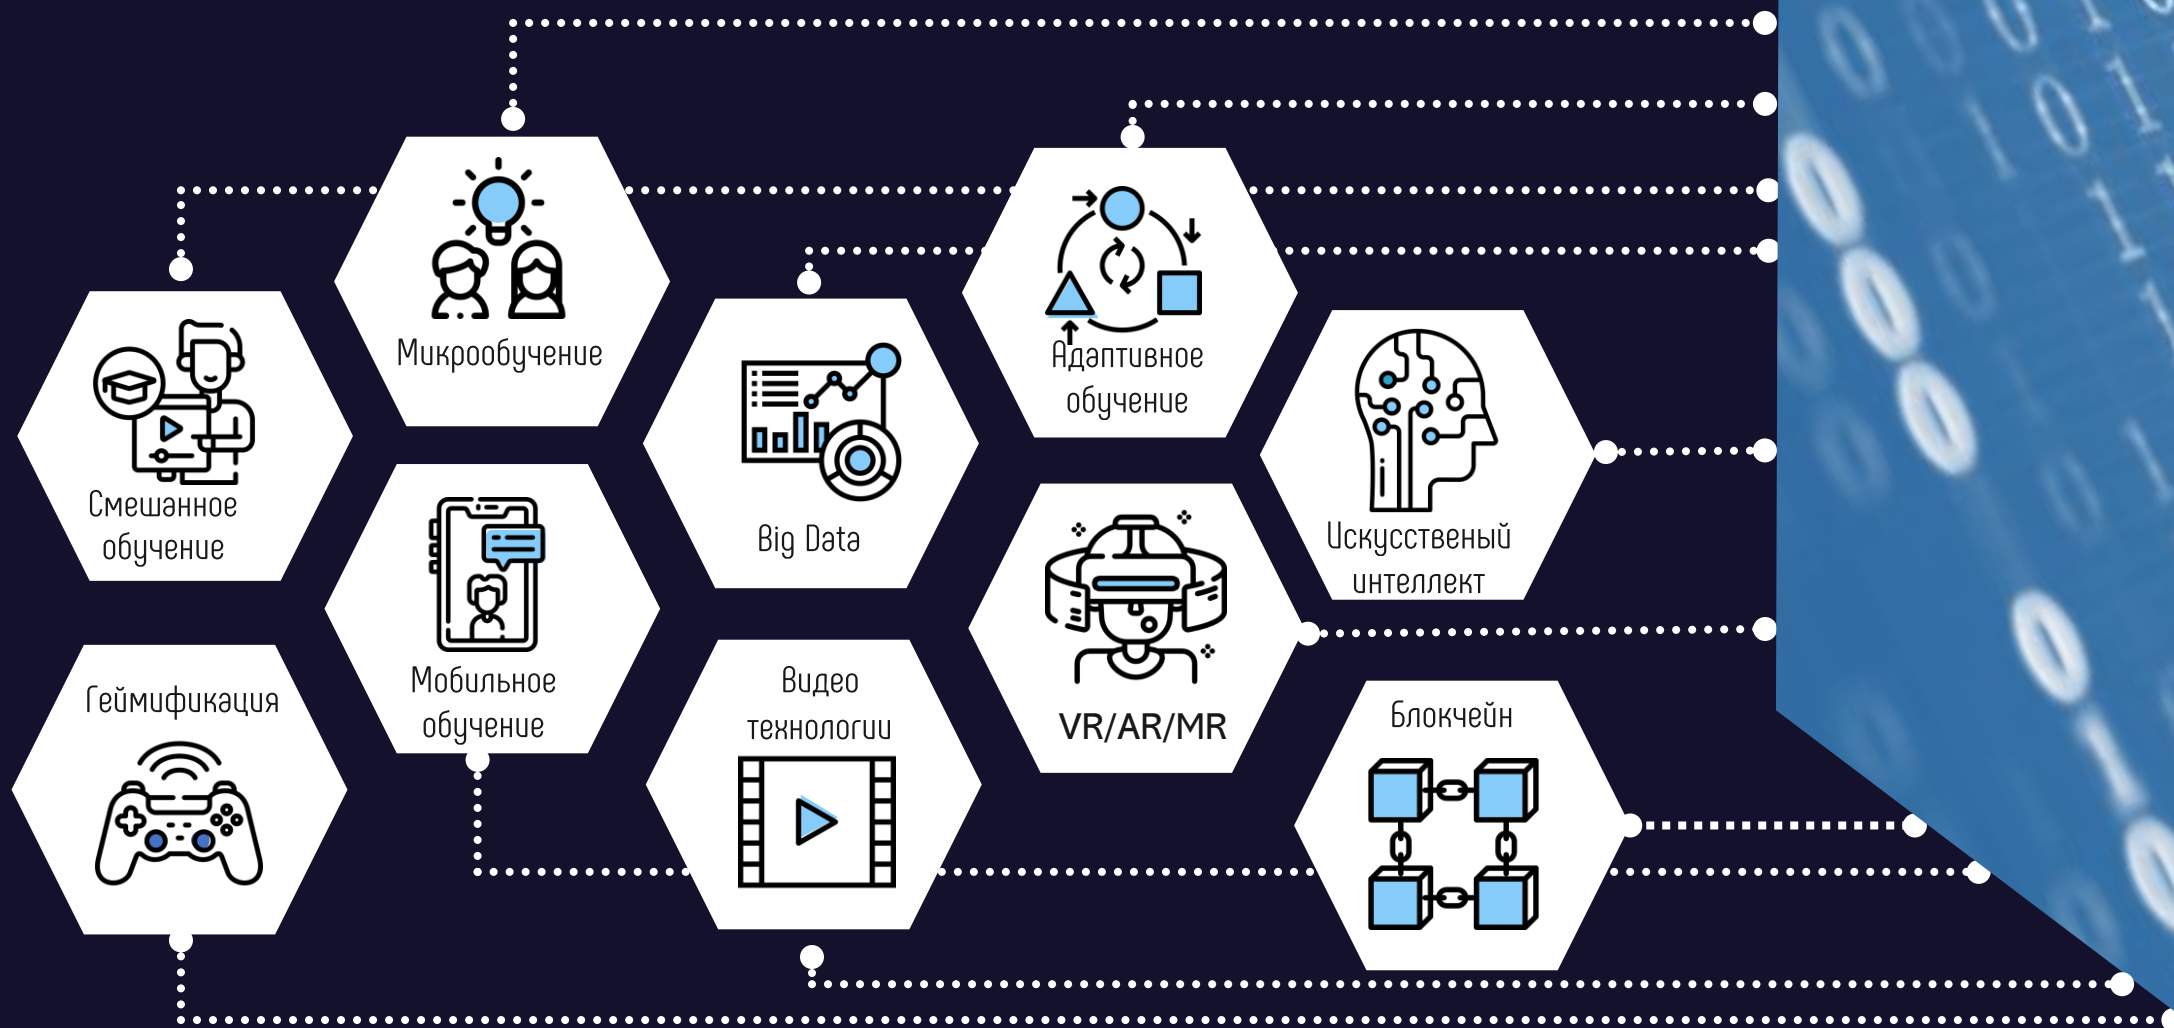 Микрообучение
Адаптивное
обучение
Смешанное
обучение
Big Data
Искусственый
интеллект
Геймификация
Мобильное
обучение
Видео
технологии
VR/AR/MR
Блокчейн